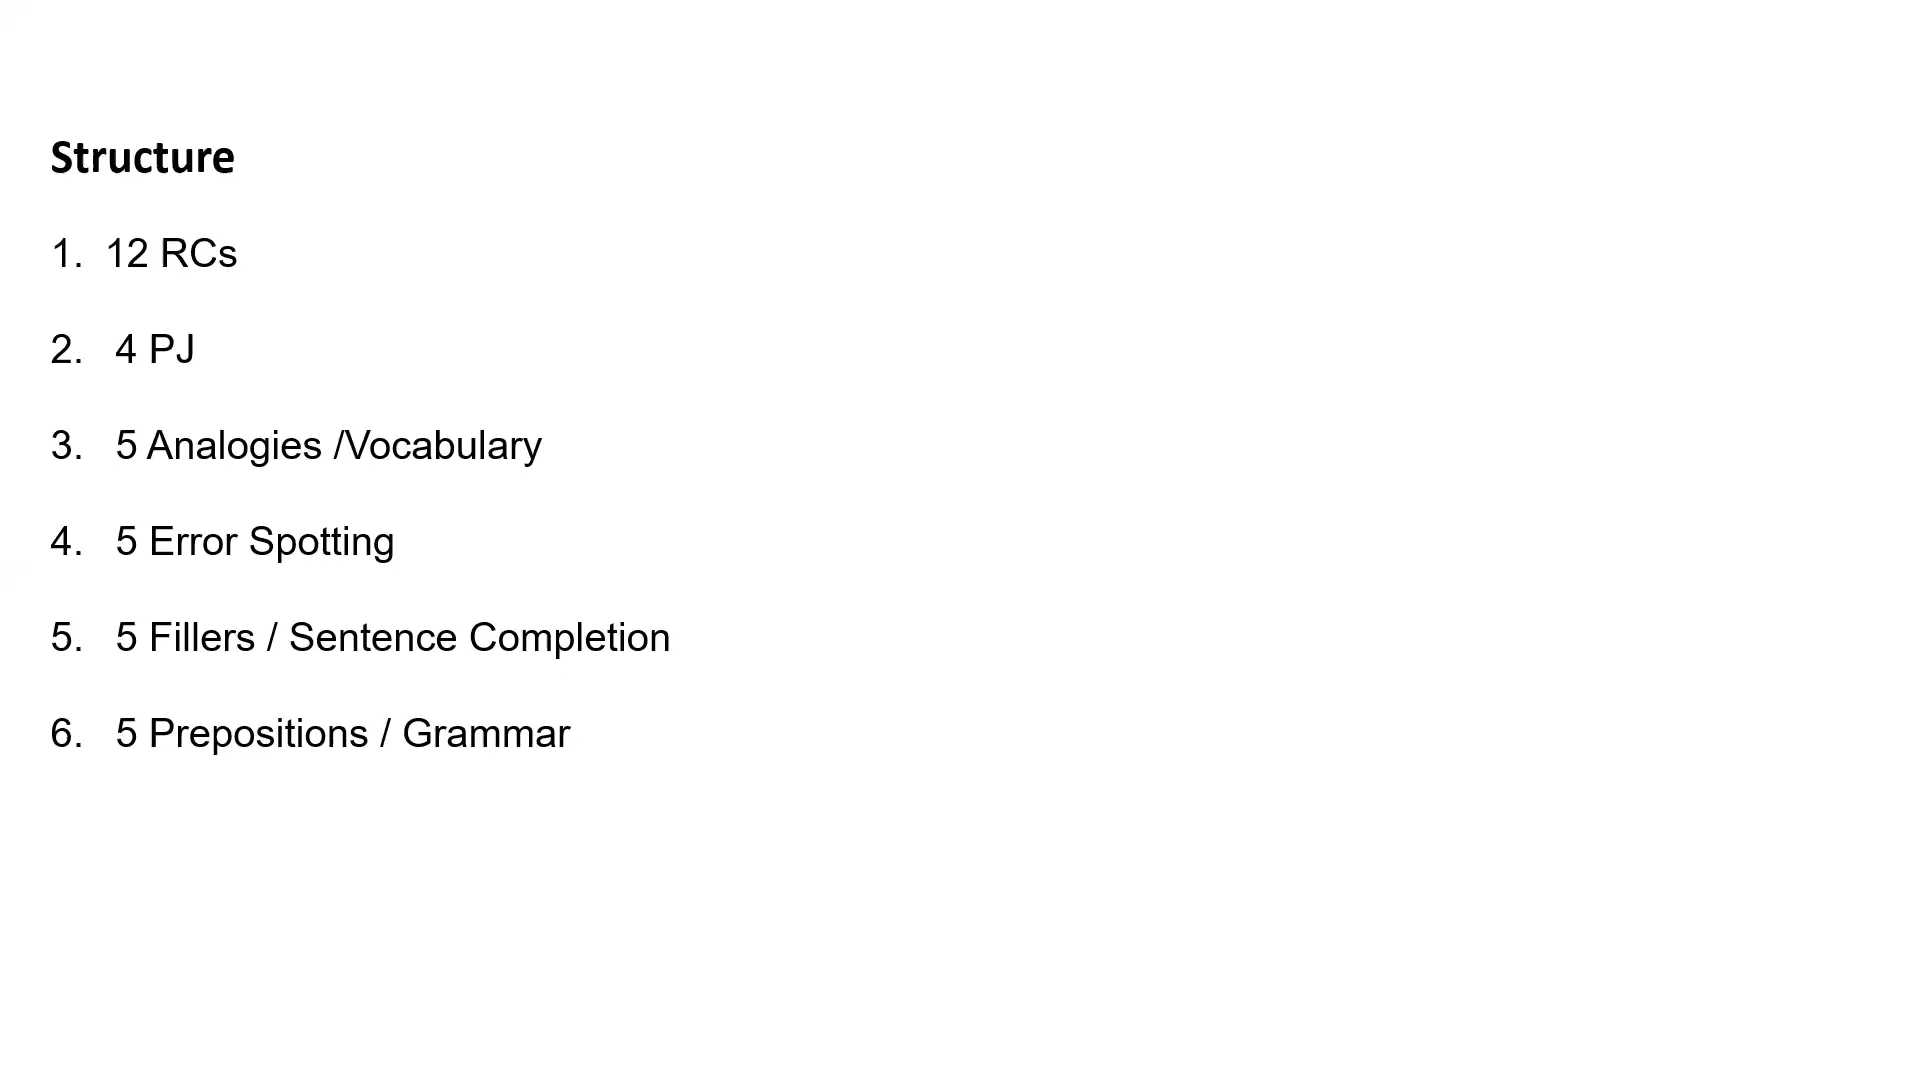 Structure
1. 12 RCs
2. 4 PJ
3. 5 Analogies /Vocabulary
4. 5 Error Spotting
5. 5 Fillers / Sentence Completion
6. 5 Prepositions / Grammar